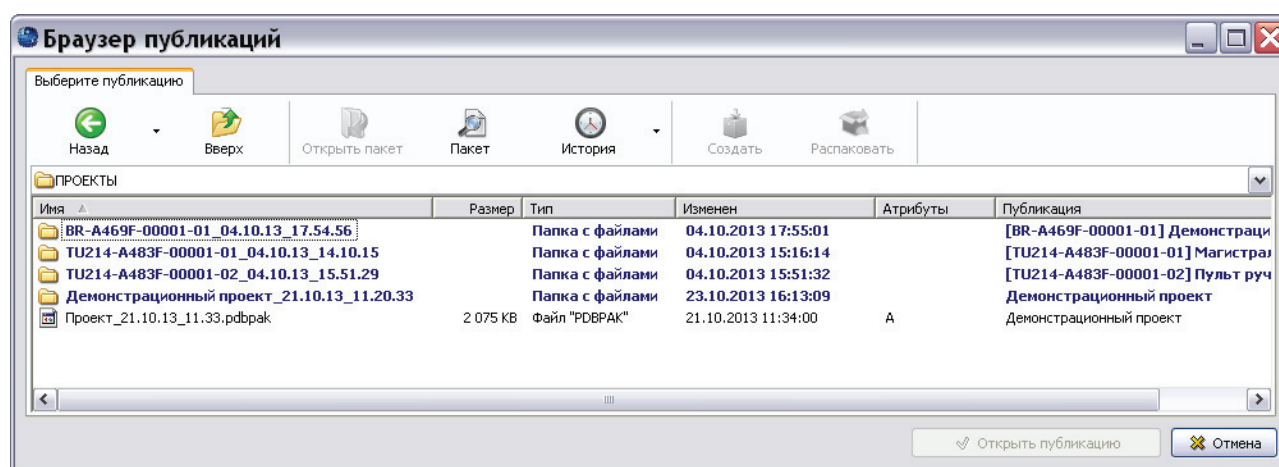 Браузер публикаций
Выберите публикацию
Назад Вверх Открыть пакет Пакет История Создать Распаковать
ПРОЕКТЫ
Имя Размер Тип Изменен Атрибуты Публикация
BR-A469F-00001-01_04.10.13_17.54.56 Папка с файлами 04.10.2013 17:55:01 [BR-A469F-00001-01] Демонстраци
TU214-A483F-00001-01_04.10.13_14.10.15 Папка с файлами 04.10.2013 15:16:14 [TU214-A483F-00001-01] Магистрал
TU214-A483F-00001-02_04.10.13_15.51.29 Папка с файлами 04.10.2013 15:51:32 [TU214-A483F-00001-02] Пульт руч
Демонстрационный проект_21.10.13_11.20.33 Папка с файлами 23.10.2013 16:13:09 Демонстрационный проект
Проект_21.10.13_11.33.pdbpak 2 075 KB Файл "PDBPAK" 21.10.2013 11:34:00 A Демонстрационный проект
Открыть публикацию Отмена